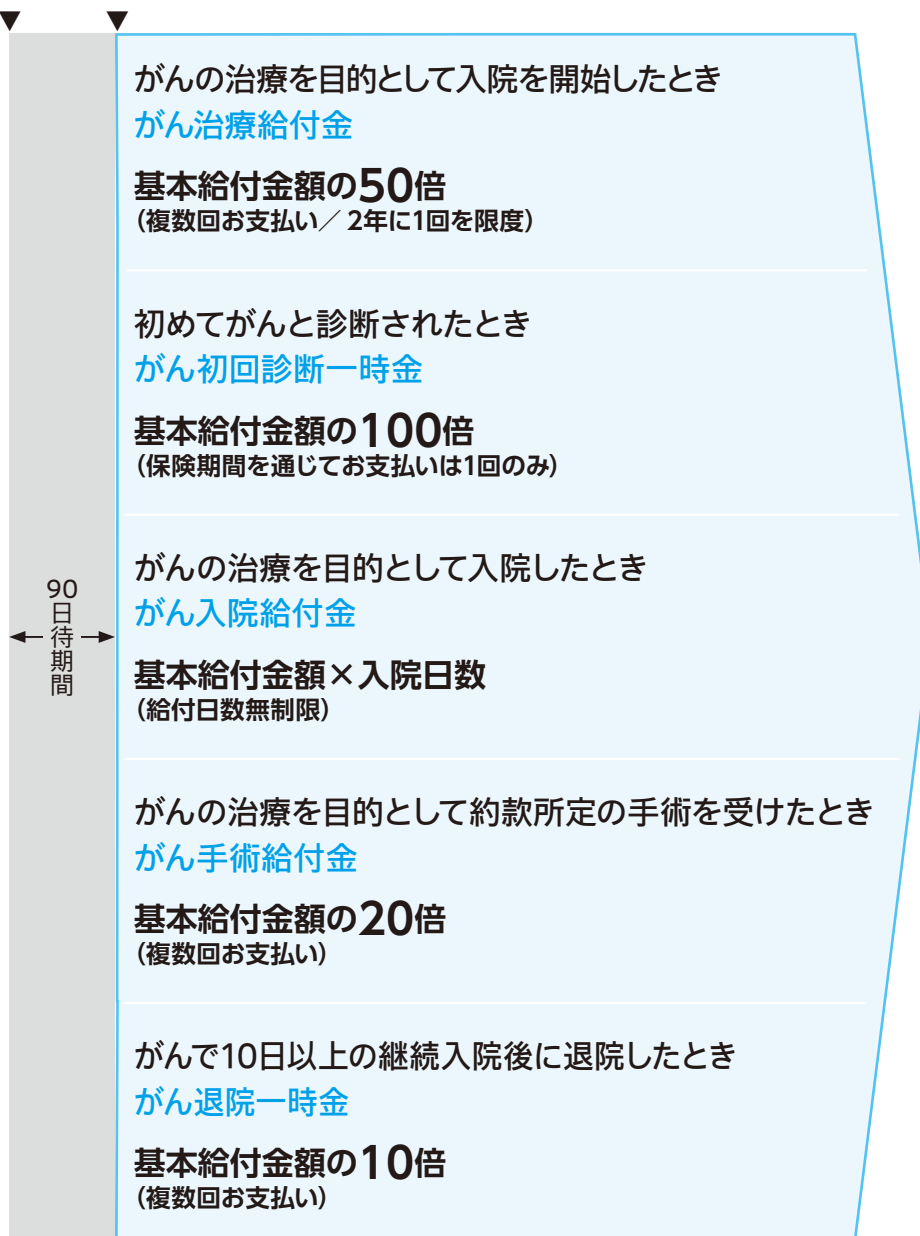 がんの治療を目的として入院を開始したとき
がん治療給付金
基本給付金額の50倍
(複数回お支払い／2年に1回を限度)
初めてがんと診断されたとき
がん初回診断一時金
基本給付金額の100倍
(保険期間を通じてお支払いは1回のみ)
90日待期間
がんの治療を目的として入院したとき
がん入院給付金
基本給付金額×入院日数
(給付日数無制限)
がんの治療を目的として約款所定の手術を受けたとき
がん手術給付金
基本給付金額の20倍
(複数回お支払い)
がんで10日以上の継続入院後に退院したとき
がん退院一時金
基本給付金額の10倍
(複数回お支払い)